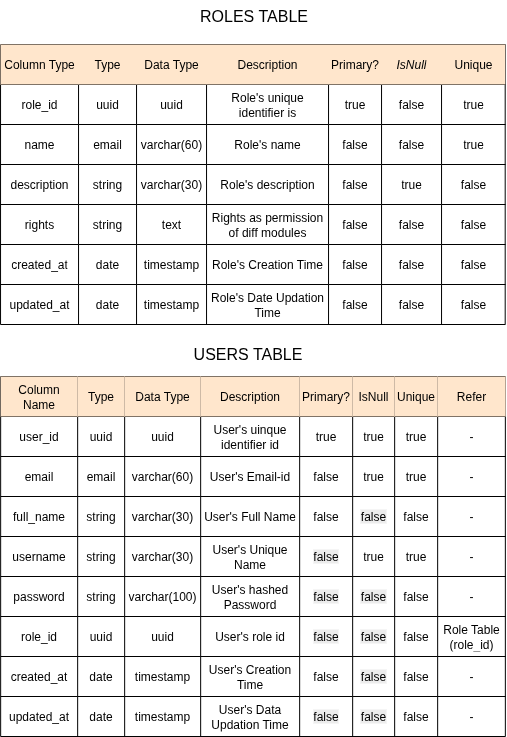 ROLES TABLE
Column Type Type Data Type Description Primary? IsNull Unique
role_id uuid uuid Role's unique identifier is true false true
name email varchar(60) Role's name false false true
description string varchar(30) Role's description false true false
rights string text Rights as permission of diff modules false false false
created_at date timestamp Role's Creation Time false false false
updated_at date timestamp Role's Date Updation Time false false false
USERS TABLE
Column Name Type Data Type Description Primary? IsNull Unique Refer
user_id uuid uuid User's uinque identifier id true true true -
email email varchar(60) User's Email-id false true true -
full_name string varchar(30) User's Full Name false false false -
username string varchar(30) User's Unique Name false true true -
password string varchar(100) User's hashed Password false false false -
role_id uuid uuid User's role id false false false Role Table (role_id)
created_at date timestamp User's Creation Time false false false -
updated_at date timestamp User's Data Updation Time false false false -